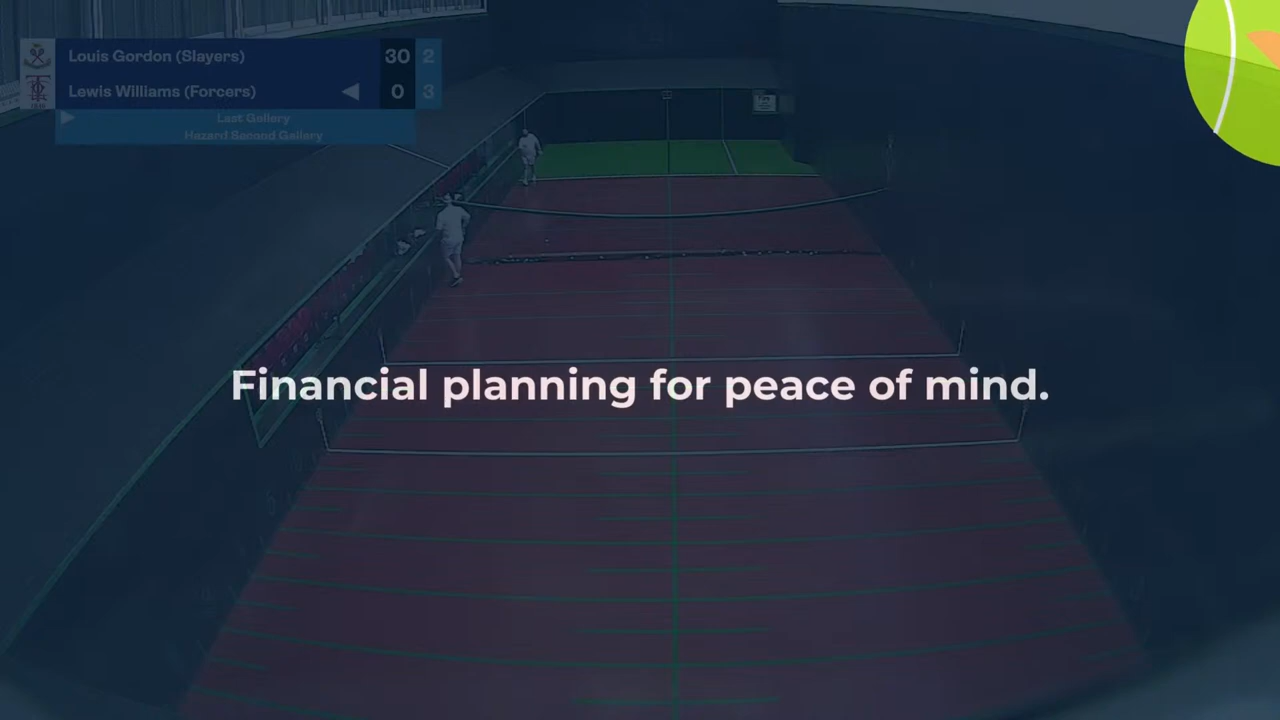 Louis Gordon (Slayers) 30 2
Lewis Williams (Forcers) 0 3
Last Gallery
Hazard Second Gallery
Financial planning for peace of mind.